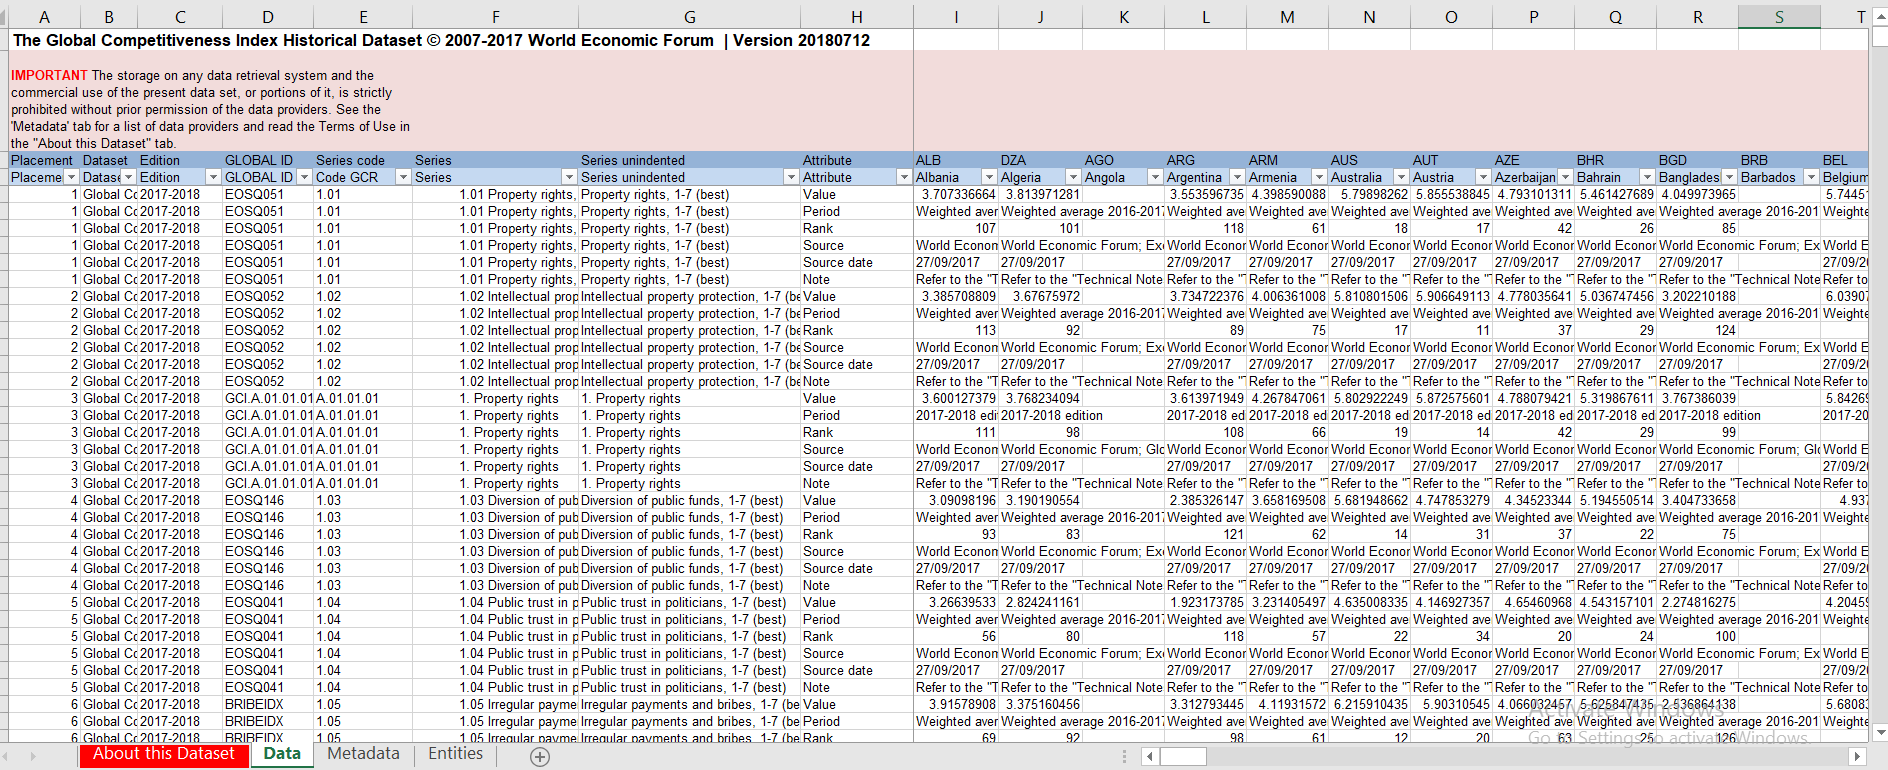 A B C D E F G H I J K L M N O P Q R S T
The Global Competitiveness Index Historical Dataset © 2007-2017 World Economic Forum | Version 20180712
IMPORTANT The storage on any data retrieval system and the
commercial use of the present data set, or portions of it, is strictly
prohibited without prior permission of the data providers. See the
'Metadata' tab for a list of data providers and read the Terms of Use in
the "About this Dataset" tab.
Placement Dataset Edition GLOBAL ID Series code Series Series unindented Attribute ALB DZA AGO ARG ARM AUS AUT AZE BHR BGD BRB BEL
Placeme Datase Edition GLOBAL ID Code GCR Series Series unindented Attribute Albania Algeria Angola Argentina Armenia Australia Austria Azerbaijan Bahrain Banglades Barbados Belgium
1 Global Co 2017-2018 EOSQ051 1.01 1.01 Property rights, Property rights, 1-7 (best) Value 3.707336664 3.813971281 3.553596735 4.398590088 5.79898262 5.855538845 4.793101311 5.461427689 4.049973965 5.7445
1 Global Co 2017-2018 EOSQ051 1.01 1.01 Property rights, Property rights, 1-7 (best) Period Weighted aver Weighted average 2016-2017 Weighted ave Weighted ave Weighted ave Weighted ave Weighted ave Weighted ave Weighted average 2016-201 Weighte
1 Global Co 2017-2018 EOSQ051 1.01 1.01 Property rights, Property rights, 1-7 (best) Rank 107 101 118 61 18 17 42 26 85
1 Global Co 2017-2018 EOSQ051 1.01 1.01 Property rights, Property rights, 1-7 (best) Source World Econom World Economic Forum; Exe World Econor World Econor World Econor World Econor World Econor World Econor World Economic Forum; Ex World E
1 Global Co 2017-2018 EOSQ051 1.01 1.01 Property rights, Property rights, 1-7 (best) Source date 27/09/2017 27/09/2017 27/09/2017 27/09/2017 27/09/2017 27/09/2017 27/09/2017 27/09/2017 27/09/2017 27/09/2
1 Global Co 2017-2018 EOSQ051 1.01 1.01 Property rights, Property rights, 1-7 (best) Note Refer to the "T Refer to the "Technical Note Refer to the " Refer to the " Refer to the " Refer to the " Refer to the " Refer to the " Refer to the "Technical Note Refer to
2 Global Co 2017-2018 EOSQ052 1.02 1.02 Intellectual prop Intellectual property protection, 1-7 (be Value 3.385708809 3.67675972 3.734722376 4.006361008 5.810801506 5.906649113 4.778035641 5.036747456 3.202210188 6.0390
2 Global Co 2017-2018 EOSQ052 1.02 1.02 Intellectual prop Intellectual property protection, 1-7 (be Period Weighted aver Weighted average 2016-2017 Weighted ave Weighted ave Weighted ave Weighted ave Weighted ave Weighted ave Weighted average 2016-201 Weighte
2 Global Co 2017-2018 EOSQ052 1.02 1.02 Intellectual prop Intellectual property protection, 1-7 (be Rank 113 92 89 75 17 11 37 29 124
2 Global Co 2017-2018 EOSQ052 1.02 1.02 Intellectual prop Intellectual property protection, 1-7 (be Source World Econom World Economic Forum; Exe World Econor World Econor World Econor World Econor World Econor World Econor World Economic Forum; Ex World E
2 Global Co 2017-2018 EOSQ052 1.02 1.02 Intellectual prop Intellectual property protection, 1-7 (be Source date 27/09/2017 27/09/2017 27/09/2017 27/09/2017 27/09/2017 27/09/2017 27/09/2017 27/09/2017 27/09/2017 27/09/2
2 Global Co 2017-2018 EOSQ052 1.02 1.02 Intellectual prop Intellectual property protection, 1-7 (be Note Refer to the "T Refer to the "Technical Note Refer to the " Refer to the " Refer to the " Refer to the " Refer to the " Refer to the " Refer to the "Technical Note Refer to
3 Global Co 2017-2018 GCI.A.01.01.01 A.01.01.01 1. Property rights 1. Property rights Value 3.600127379 3.768234094 3.613971949 4.267847061 5.802922249 5.872575601 4.788079421 5.319867611 3.767386039 5.8426
3 Global Co 2017-2018 GCI.A.01.01.01 A.01.01.01 1. Property rights 1. Property rights Period 2017-2018 edi 2017-2018 edition 2017-2018 ed 2017-2018 ed 2017-2018 ed 2017-2018 ed 2017-2018 ed 2017-2018 ed 2017-2018 edition 2017-20
3 Global Co 2017-2018 GCI.A.01.01.01 A.01.01.01 1. Property rights 1. Property rights Rank 111 98 108 66 19 14 42 29 99
3 Global Co 2017-2018 GCI.A.01.01.01 A.01.01.01 1. Property rights 1. Property rights Source World Econom World Economic Forum; Glo World Econor World Econor World Econor World Econor World Econor World Econor World Economic Forum; Gl World E
3 Global Co 2017-2018 GCI.A.01.01.01 A.01.01.01 1. Property rights 1. Property rights Source date 27/09/2017 27/09/2017 27/09/2017 27/09/2017 27/09/2017 27/09/2017 27/09/2017 27/09/2017 27/09/2017 27/09/2
3 Global Co 2017-2018 GCI.A.01.01.01 A.01.01.01 1. Property rights 1. Property rights Note Refer to the "T Refer to the "Technical Note Refer to the " Refer to the " Refer to the " Refer to the " Refer to the " Refer to the " Refer to the "Technical Note Refer to
4 Global Co 2017-2018 EOSQ146 1.03 1.03 Diversion of pub Diversion of public funds, 1-7 (best) Value 3.09098196 3.190190554 2.385326147 3.658169508 5.681948662 4.747853279 4.34523344 5.194550514 3.404733658 4.937
4 Global Co 2017-2018 EOSQ146 1.03 1.03 Diversion of pub Diversion of public funds, 1-7 (best) Period Weighted aver Weighted average 2016-2017 Weighted ave Weighted ave Weighted ave Weighted ave Weighted ave Weighted ave Weighted average 2016-201 Weighte
4 Global Co 2017-2018 EOSQ146 1.03 1.03 Diversion of pub Diversion of public funds, 1-7 (best) Rank 93 83 121 62 14 31 37 22 75
4 Global Co 2017-2018 EOSQ146 1.03 1.03 Diversion of pub Diversion of public funds, 1-7 (best) Source World Econom World Economic Forum; Exe World Econor World Econor World Econor World Econor World Econor World Econor World Economic Forum; Ex World E
4 Global Co 2017-2018 EOSQ146 1.03 1.03 Diversion of pub Diversion of public funds, 1-7 (best) Source date 27/09/2017 27/09/2017 27/09/2017 27/09/2017 27/09/2017 27/09/2017 27/09/2017 27/09/2017 27/09/2017 27/09/2
4 Global Co 2017-2018 EOSQ146 1.03 1.03 Diversion of pub Diversion of public funds, 1-7 (best) Note Refer to the "T Refer to the "Technical Note Refer to the " Refer to the " Refer to the " Refer to the " Refer to the " Refer to the " Refer to the "Technical Note Refer to
5 Global Co 2017-2018 EOSQ041 1.04 1.04 Public trust in p Public trust in politicians, 1-7 (best) Value 3.26639533 2.824241161 1.923173785 3.231405497 4.635008335 4.146927357 4.65460968 4.543157101 2.274816275 4.2045
5 Global Co 2017-2018 EOSQ041 1.04 1.04 Public trust in p Public trust in politicians, 1-7 (best) Period Weighted aver Weighted average 2016-2017 Weighted ave Weighted ave Weighted ave Weighted ave Weighted ave Weighted ave Weighted average 2016-201 Weighte
5 Global Co 2017-2018 EOSQ041 1.04 1.04 Public trust in p Public trust in politicians, 1-7 (best) Rank 56 80 118 57 22 34 20 24 100
5 Global Co 2017-2018 EOSQ041 1.04 1.04 Public trust in p Public trust in politicians, 1-7 (best) Source World Econom World Economic Forum; Exe World Econor World Econor World Econor World Econor World Econor World Econor World Economic Forum; Ex World E
5 Global Co 2017-2018 EOSQ041 1.04 1.04 Public trust in p Public trust in politicians, 1-7 (best) Source date 27/09/2017 27/09/2017 27/09/2017 27/09/2017 27/09/2017 27/09/2017 27/09/2017 27/09/2017 27/09/2017 27/09/2
5 Global Co 2017-2018 EOSQ041 1.04 1.04 Public trust in p Public trust in politicians, 1-7 (best) Note Refer to the "T Refer to the "Technical Note Refer to the " Refer to the " Refer to the " Refer to the " Refer to the " Refer to the " Refer to the "Technical Note Refer to
6 Global Co 2017-2018 BRIBEIDX 1.05 1.05 Irregular payme Irregular payments and bribes, 1-7 (be Value 3.91578908 3.375160456 3.312793445 4.11931572 6.215910435 5.90310545 4.066032457 5.625847435 2.536864138 5.6808
6 Global Co 2017-2018 BRIBEIDX 1.05 1.05 Irregular payme Irregular payments and bribes, 1-7 (be Period Weighted aver Weighted average 2016-2017 Weighted ave Weighted ave Weighted ave Weighted ave Weighted ave Weighted ave Weighted average 2016-201 Weighte
6 Global Co 2017-2018 BRIBEIDX 1.05 1.05 Irregular payme Irregular payments and bribes, 1-7 (be Rank 69 92 98 61 12 20 63 25 126
Activate Windows
Go to Settings to activate Windows.
About this Dataset Data Metadata Entities